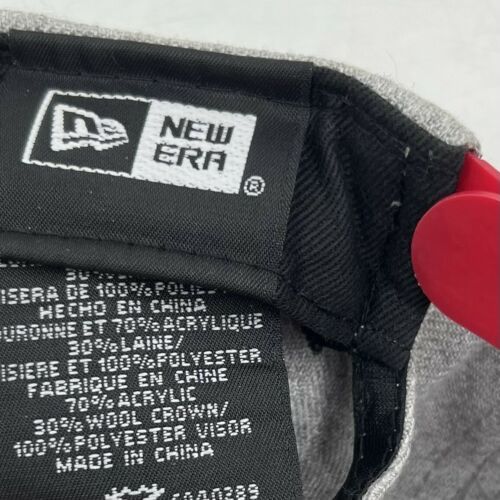 NEW
ERA
®
ISERA DE 100%POLIES
HECHO EN CHINA
URONNE ET 70%ACRYLIQUE
30%LAINE/
ISIERE ET 100%POLYESTER
FABRIQUE EN CHINE
70%ACRYLIC
30%WOOL CROWN/
100%POLYESTER VISOR
MADE IN CHINA